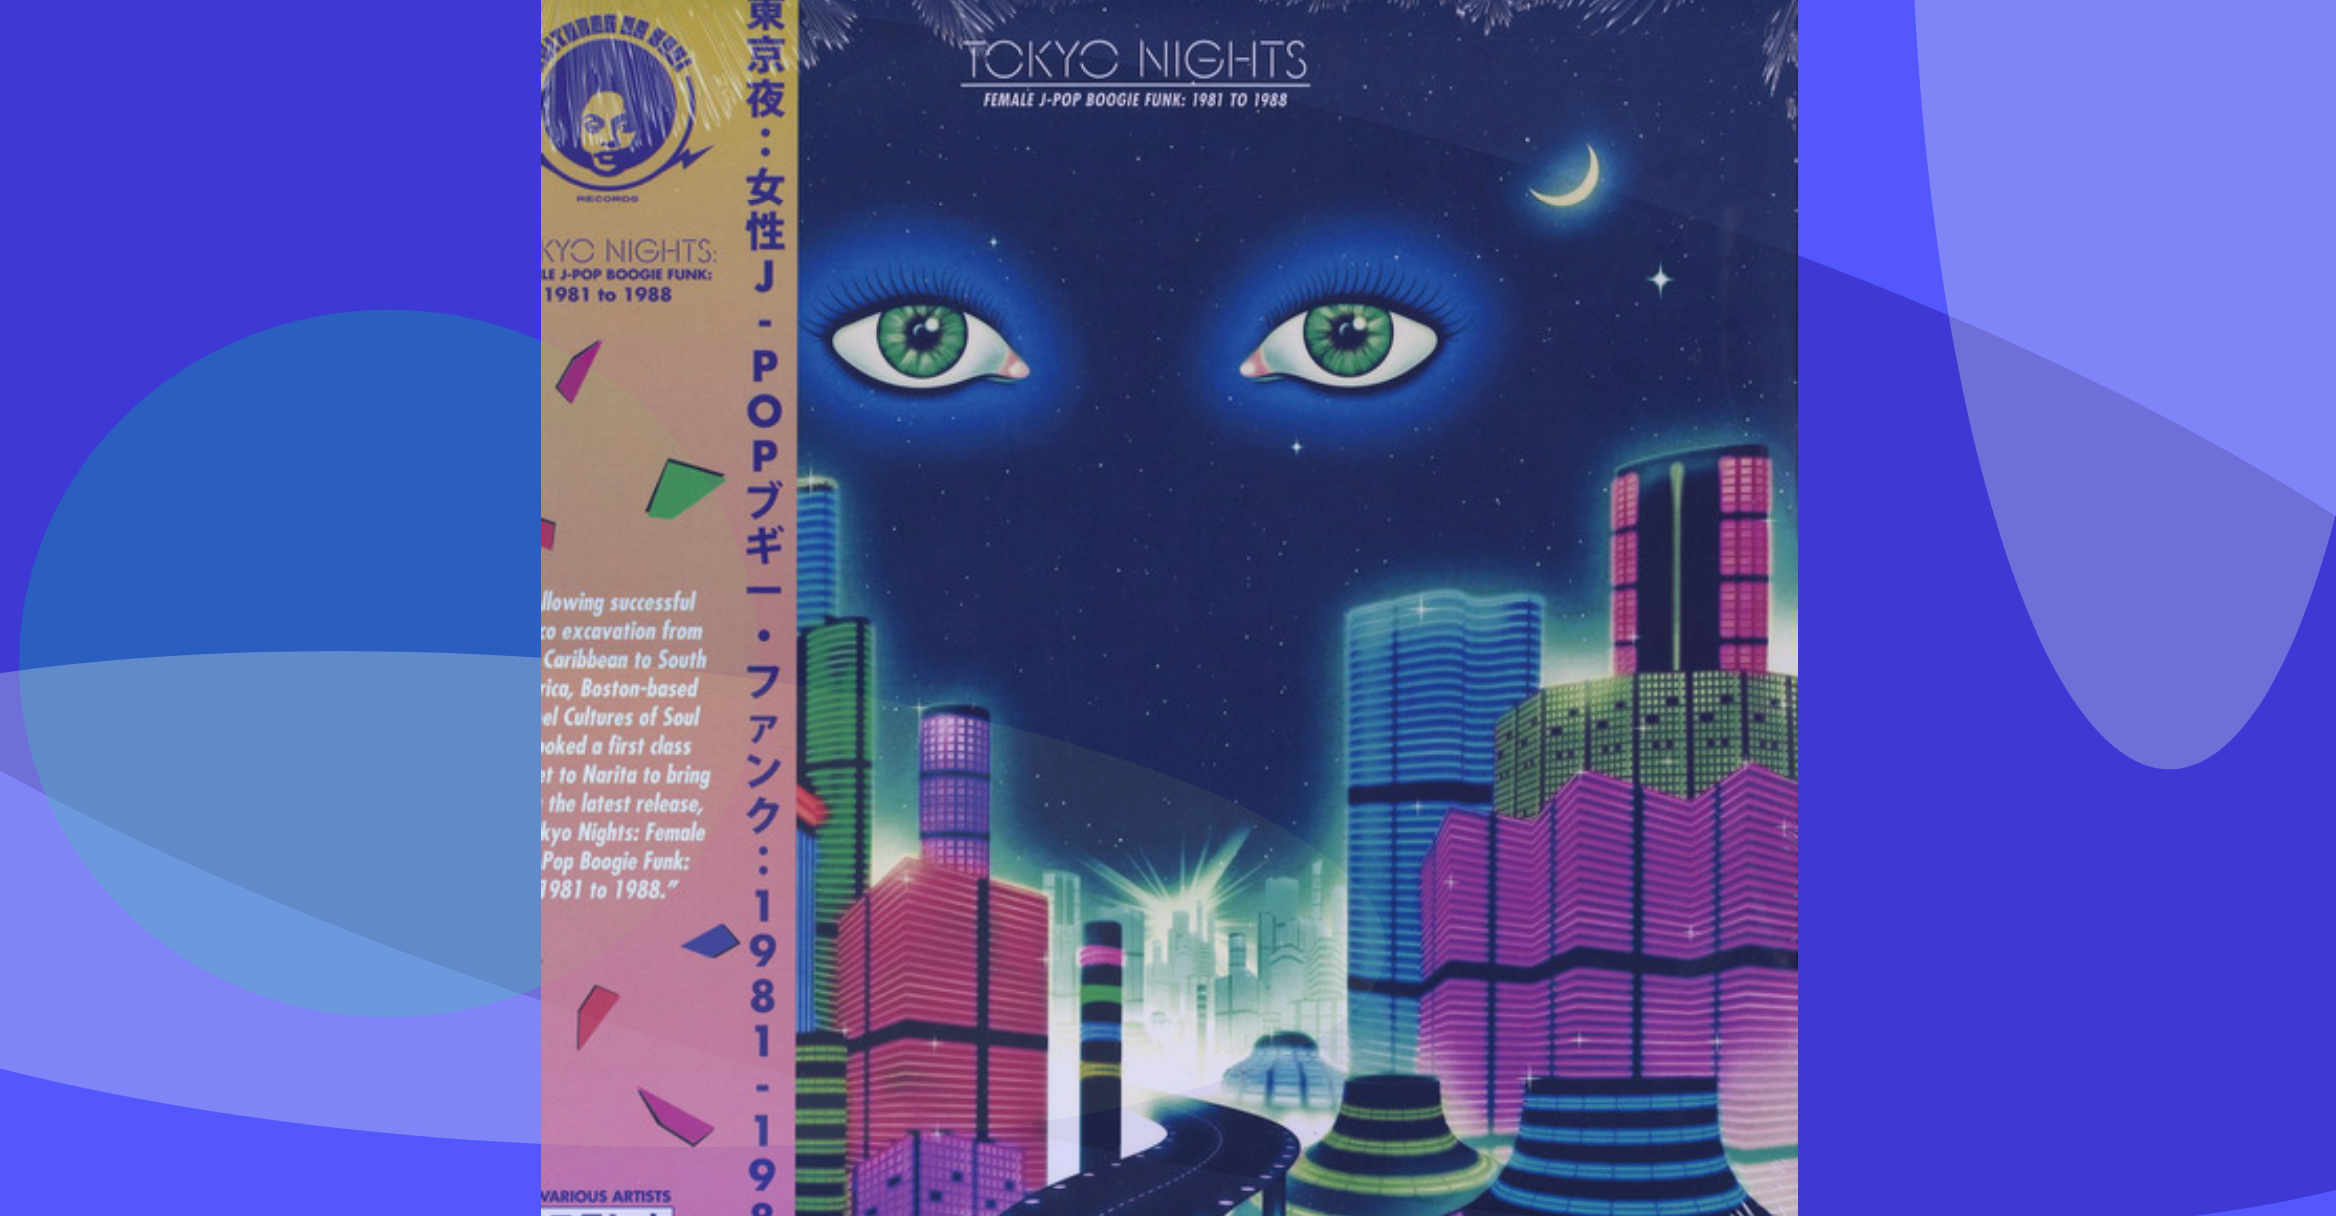 RECORDS
KYO NIGHTS:
LE J-POP BOOGIE FUNK:
1981 to 1988
llowing successful
co excavation from
Caribbean to South
rica, Boston-based
el Cultures of Soul
ooked a first class
et to Narita to bring
the latest release,
kyo Nights: Female
Pop Boogie Funk:
1981 to 1988."
VARIOUS ARTISTS
東京夜：女性J-POPブギー・ファンク：1981-198
TOKYO NIGHTS
FEMALE J-POP BOOGIE FUNK: 1981 TO 1988